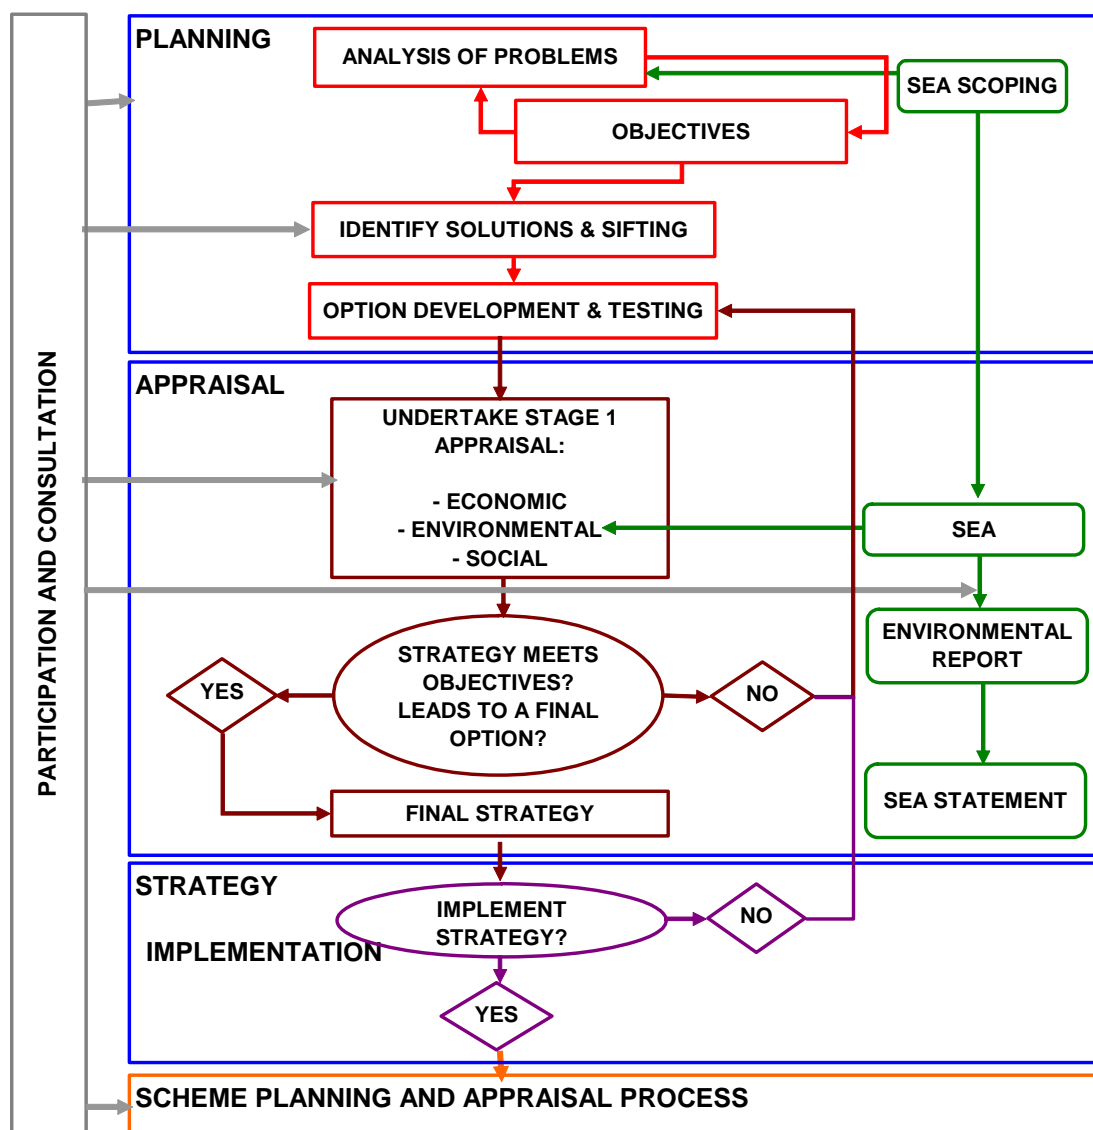 PARTICIPATION AND CONSULTATION
PLANNING
ANALYSIS OF PROBLEMS
SEA SCOPING
OBJECTIVES
IDENTIFY SOLUTIONS & SIFTING
OPTION DEVELOPMENT & TESTING
APPRAISAL
UNDERTAKE STAGE 1
APPRAISAL:
- ECONOMIC
- ENVIRONMENTAL
- SOCIAL
SEA
ENVIRONMENTAL
REPORT
STRATEGY MEETS
OBJECTIVES?
LEADS TO A FINAL
OPTION?
YES
NO
SEA STATEMENT
FINAL STRATEGY
STRATEGY
IMPLEMENTATION
IMPLEMENT
STRATEGY?
NO
YES
SCHEME PLANNING AND APPRAISAL PROCESS